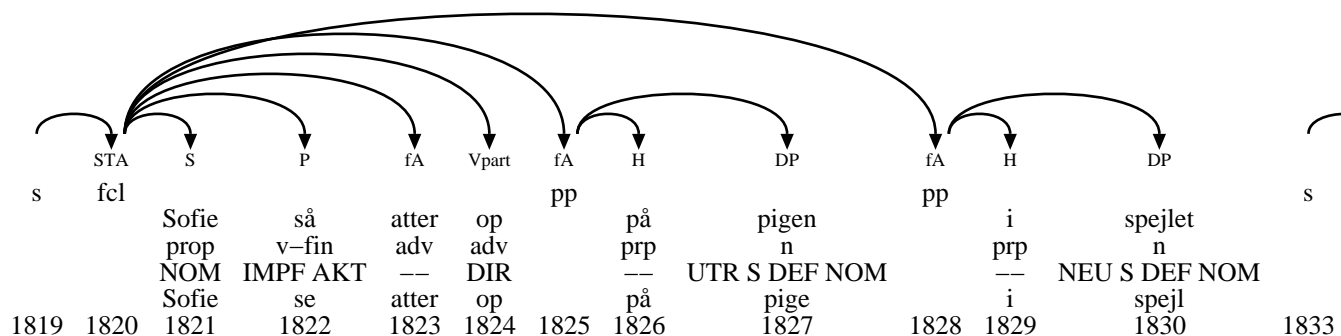 STA S P fA Vpart fA H DP fA H DP
s fcl pp pp s
Sofie så atter op på pigen i spejlet
prop v−fin adv adv prp n prp n
NOM IMPF AKT −− DIR −− UTR S DEF NOM −− NEU S DEF NOM
Sofie se atter op på pige i spejl
1819 1820 1821 1822 1823 1824 1825 1826 1827 1828 1829 1830 1833